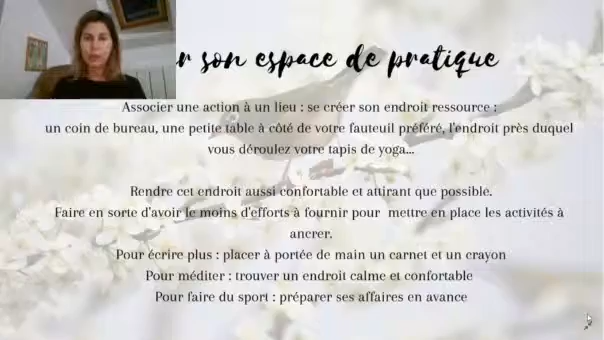 r son espace de pratique
Associer une action à un lieu : se créer son endroit ressource :
un coin de bureau, une petite table à côté de votre fauteuil préféré, l'endroit près duquel
vous déroulez votre tapis de yoga...
Rendre cet endroit aussi confortable et attirant que possible.
Faire en sorte d'avoir le moins d'efforts à fournir pour mettre en place les activités à
ancrer.
Pour écrire plus : placer à portée de main un carnet et un crayon
Pour méditer : trouver un endroit calme et confortable
Pour faire du sport : préparer ses affaires en avance